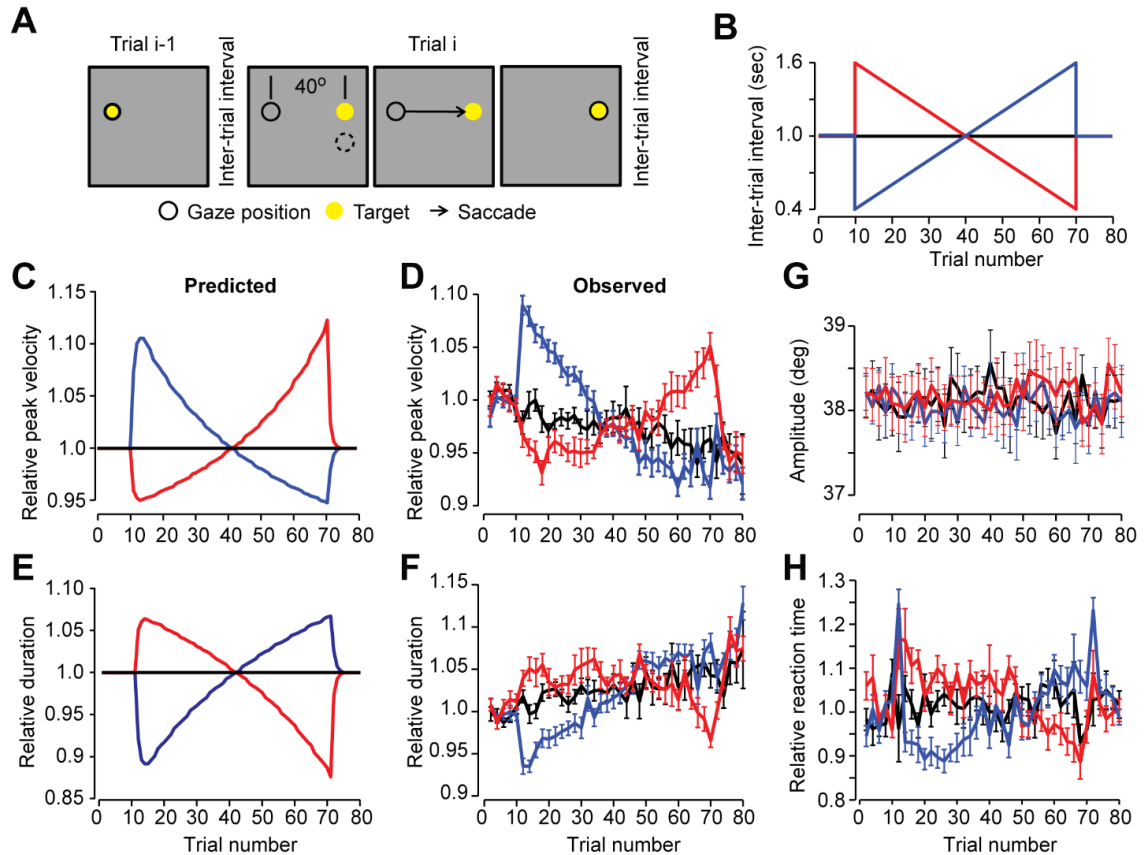 A
Trial i-1
Inter-trial interval
Trial i
40o
Inter-trial interval
Gaze position
Target
Saccade
B
Inter-trial interval (sec)
1.6
1.0
0.4
0 10 20 30 40 50 60 70 80
Trial number
C
Predicted
Relative peak velocity
1.15
1.10
1.05
1.0
0.95
0 10 20 30 40 50 60 70 80
D
Observed
Relative peak velocity
1.10
1.05
1.0
0.95
0.9
0 10 20 30 40 50 60 70 80
G
Amplitude (deg)
39
38
37
0 10 20 30 40 50 60 70 80
E
Relative duration
1.10
1.05
1.0
0.95
0.9
0.85
0 10 20 30 40 50 60 70 80
Trial number
F
Relative duration
1.15
1.10
1.05
1.0
0.95
0.9
0 10 20 30 40 50 60 70 80
Trial number
H
Relative reaction time
1.3
1.2
1.1
1.0
0.9
0.8
0 10 20 30 40 50 60 70 80
Trial number